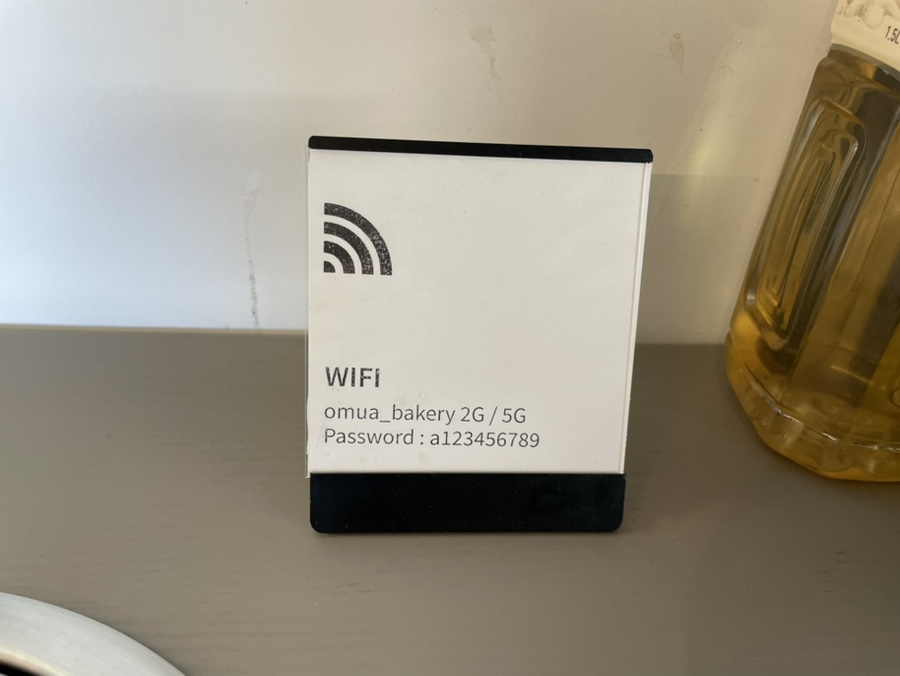 WIFI
omua_bakery 2G / 5G
Password : a123456789